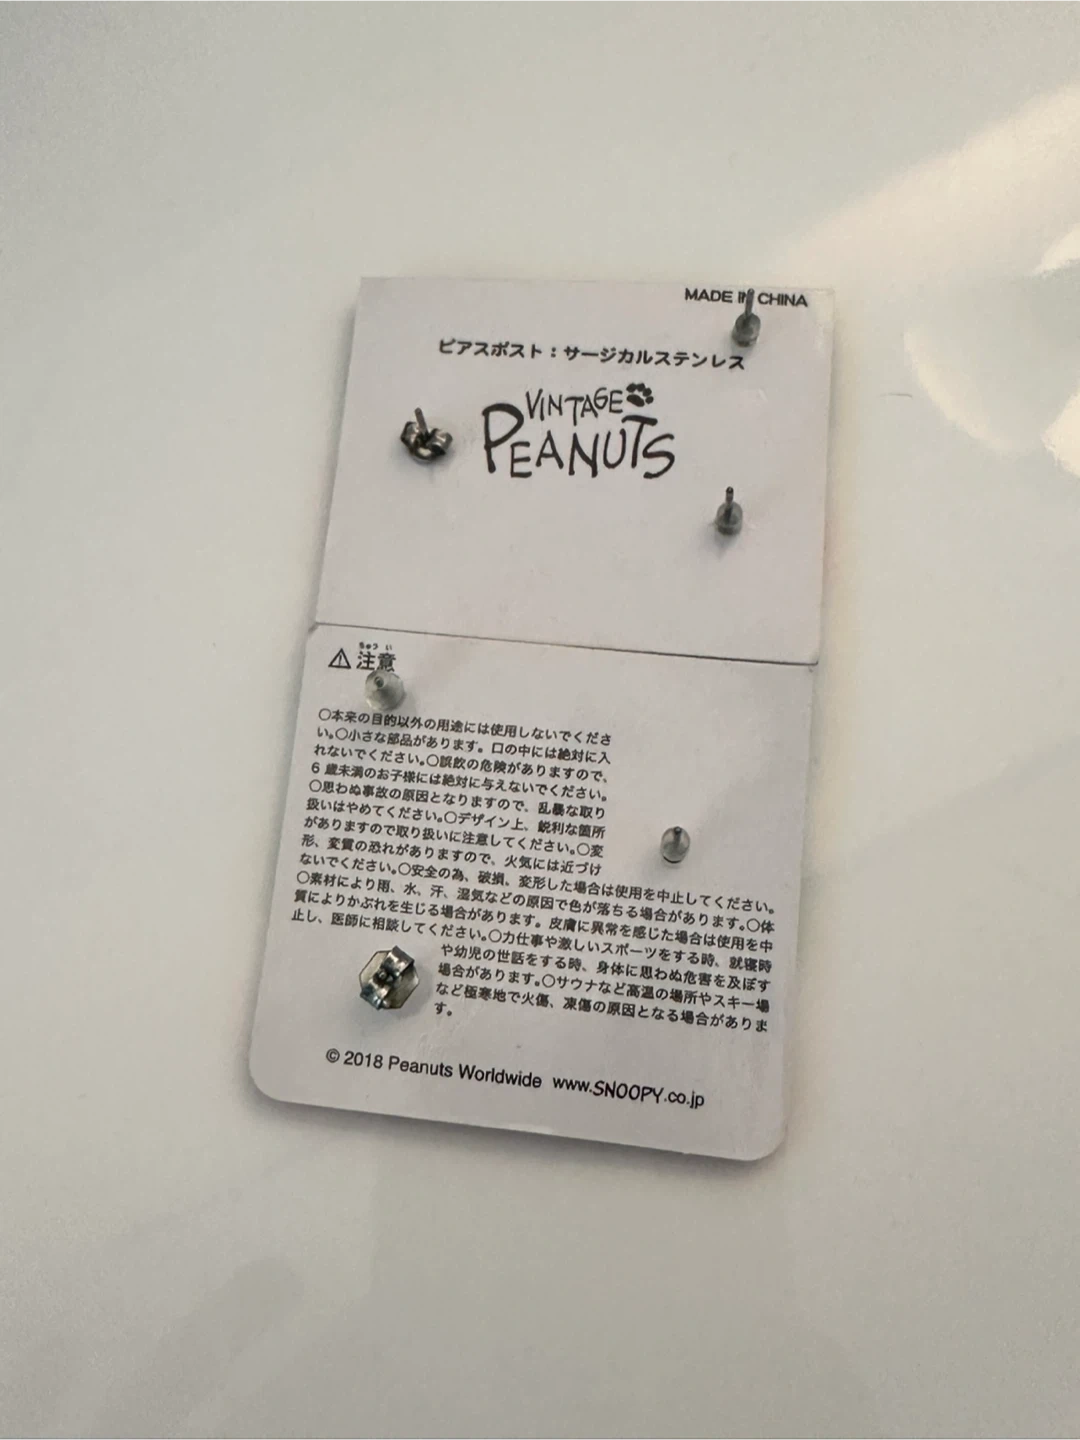 MADE IN CHINA
ピアスポスト：サージカルステンレス
VINTAGE
PEANUTS
ちゅう い
⚠ 注意
○本来の目的以外の用途には使用しないでくださ
い。○小さな部品があります。口の中には絶対に入
れないでください。○誤飲の危険がありますので、
6 歳未満のお子様には絶対に与えないでください。
○思わぬ事故の原因となりますので、乱暴な取り
扱いはやめてください。○デザイン上、鋭利な箇所
がありますので取り扱いに注意してください。○変
形、変質の恐れがありますので、火気には近づけ
ないでください。○安全の為、破損、変形した場合は使用を中止してください。
○素材により雨、水、汗、湿気などの原因で色が落ちる場合があります。○体
質によりかぶれを生じる場合があります。皮膚に異常を感じた場合は使用を中
止し、医師に相談してください。○力仕事や激しいスポーツをする時、就寝時
や幼児の世話をする時、身体に思わぬ危害を及ぼす
場合があります。○サウナなど高温の場所やスキー場
など極寒地で火傷、凍傷の原因となる場合がありま
す。
© 2018 Peanuts Worldwide www.SNOOPY.co.jp